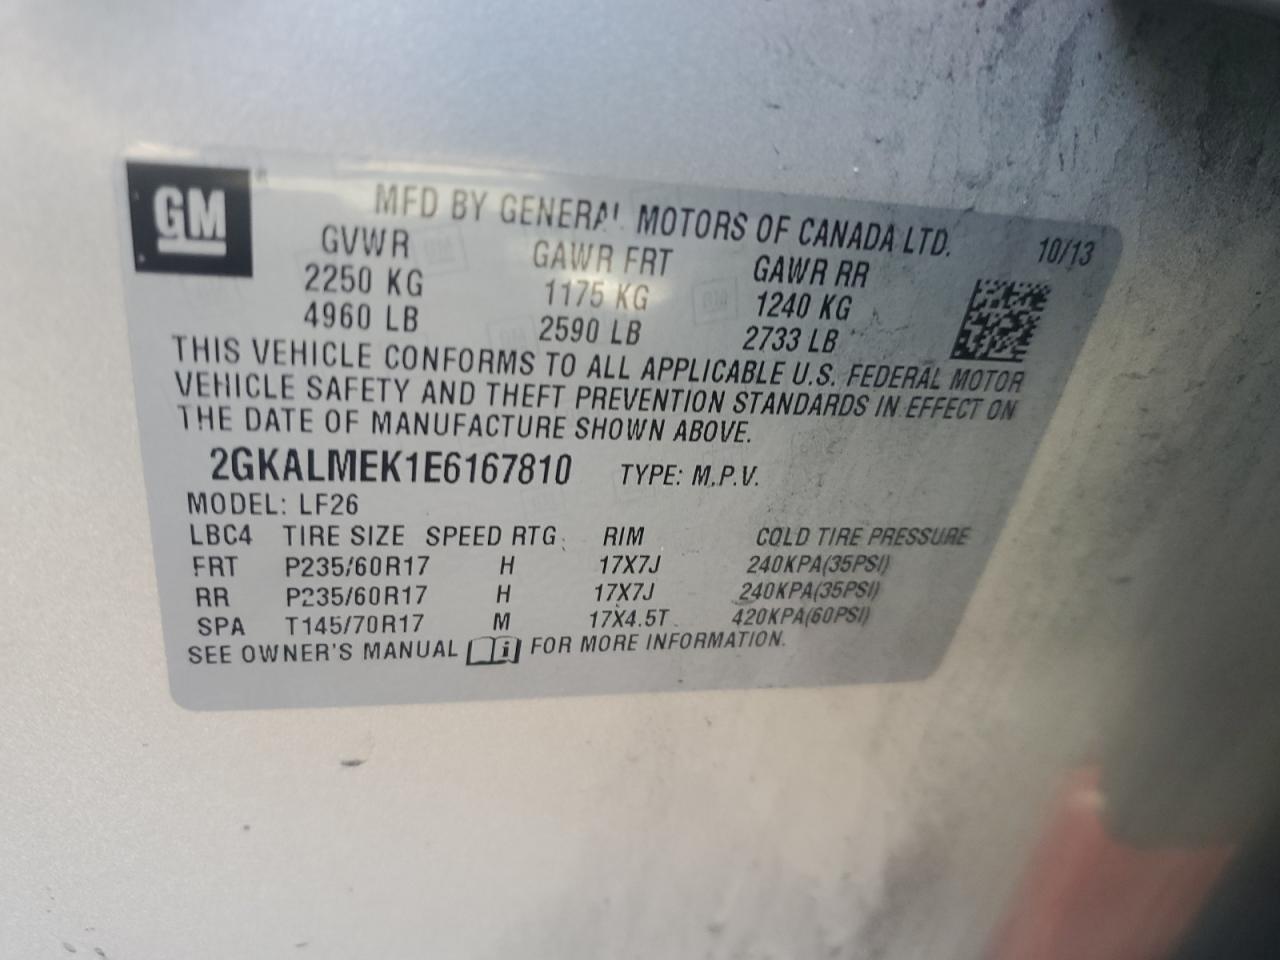 GM
MFD BY GENERAL MOTORS OF CANADA LTD. 10/13
GVWR GAWR FRT GAWR RR
2250 KG 1175 KG 1240 KG
4960 LB 2590 LB 2733 LB
THIS VEHICLE CONFORMS TO ALL APPLICABLE U.S. FEDERAL MOTOR
VEHICLE SAFETY AND THEFT PREVENTION STANDARDS IN EFFECT ON
THE DATE OF MANUFACTURE SHOWN ABOVE.
2GKALMEK1E6167810 TYPE: M.P.V.
MODEL: LF26
LBC4 TIRE SIZE SPEED RTG RIM COLD TIRE PRESSURE
FRT P235/60R17 H 17X7J 240KPA(35PSI)
RR P235/60R17 H 17X7J 240KPA(35PSI)
SPA T145/70R17 M 17X4.5T 420KPA(60PSI)
SEE OWNER'S MANUAL i FOR MORE INFORMATION.